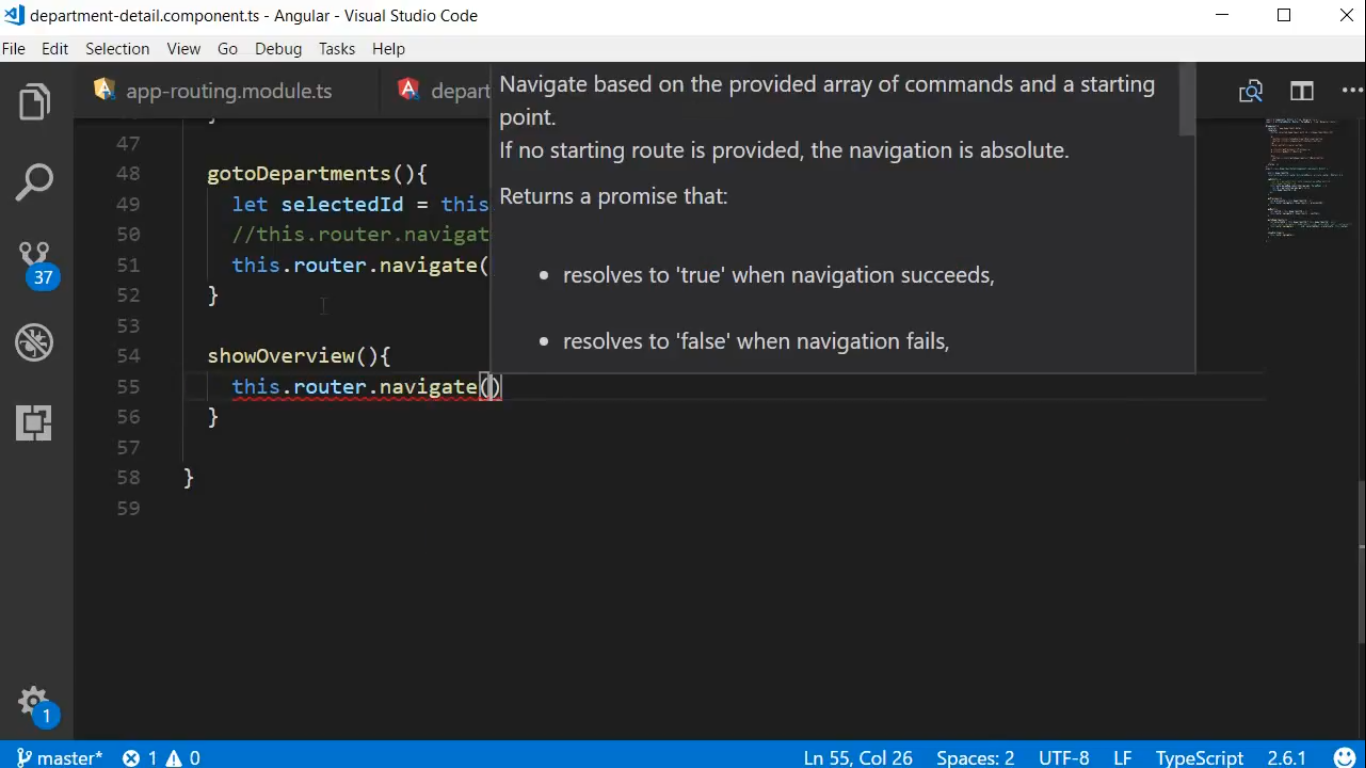 department-detail.component.ts - Angular - Visual Studio Code
File Edit Selection View Go Debug Tasks Help
app-routing.module.ts depart
Navigate based on the provided array of commands and a starting
point.
If no starting route is provided, the navigation is absolute.
Returns a promise that:
• resolves to 'true' when navigation succeeds,
• resolves to 'false' when navigation fails,
47
48 gotoDepartments(){
49 let selectedId = this
50 //this.router.navigat
51 this.router.navigate(
52 }
53
54 showOverview(){
55 this.router.navigate()
56 }
57
58 }
59
37
1
master* 1 0 Ln 55, Col 26 Spaces: 2 UTF-8 LF TypeScript 2.6.1